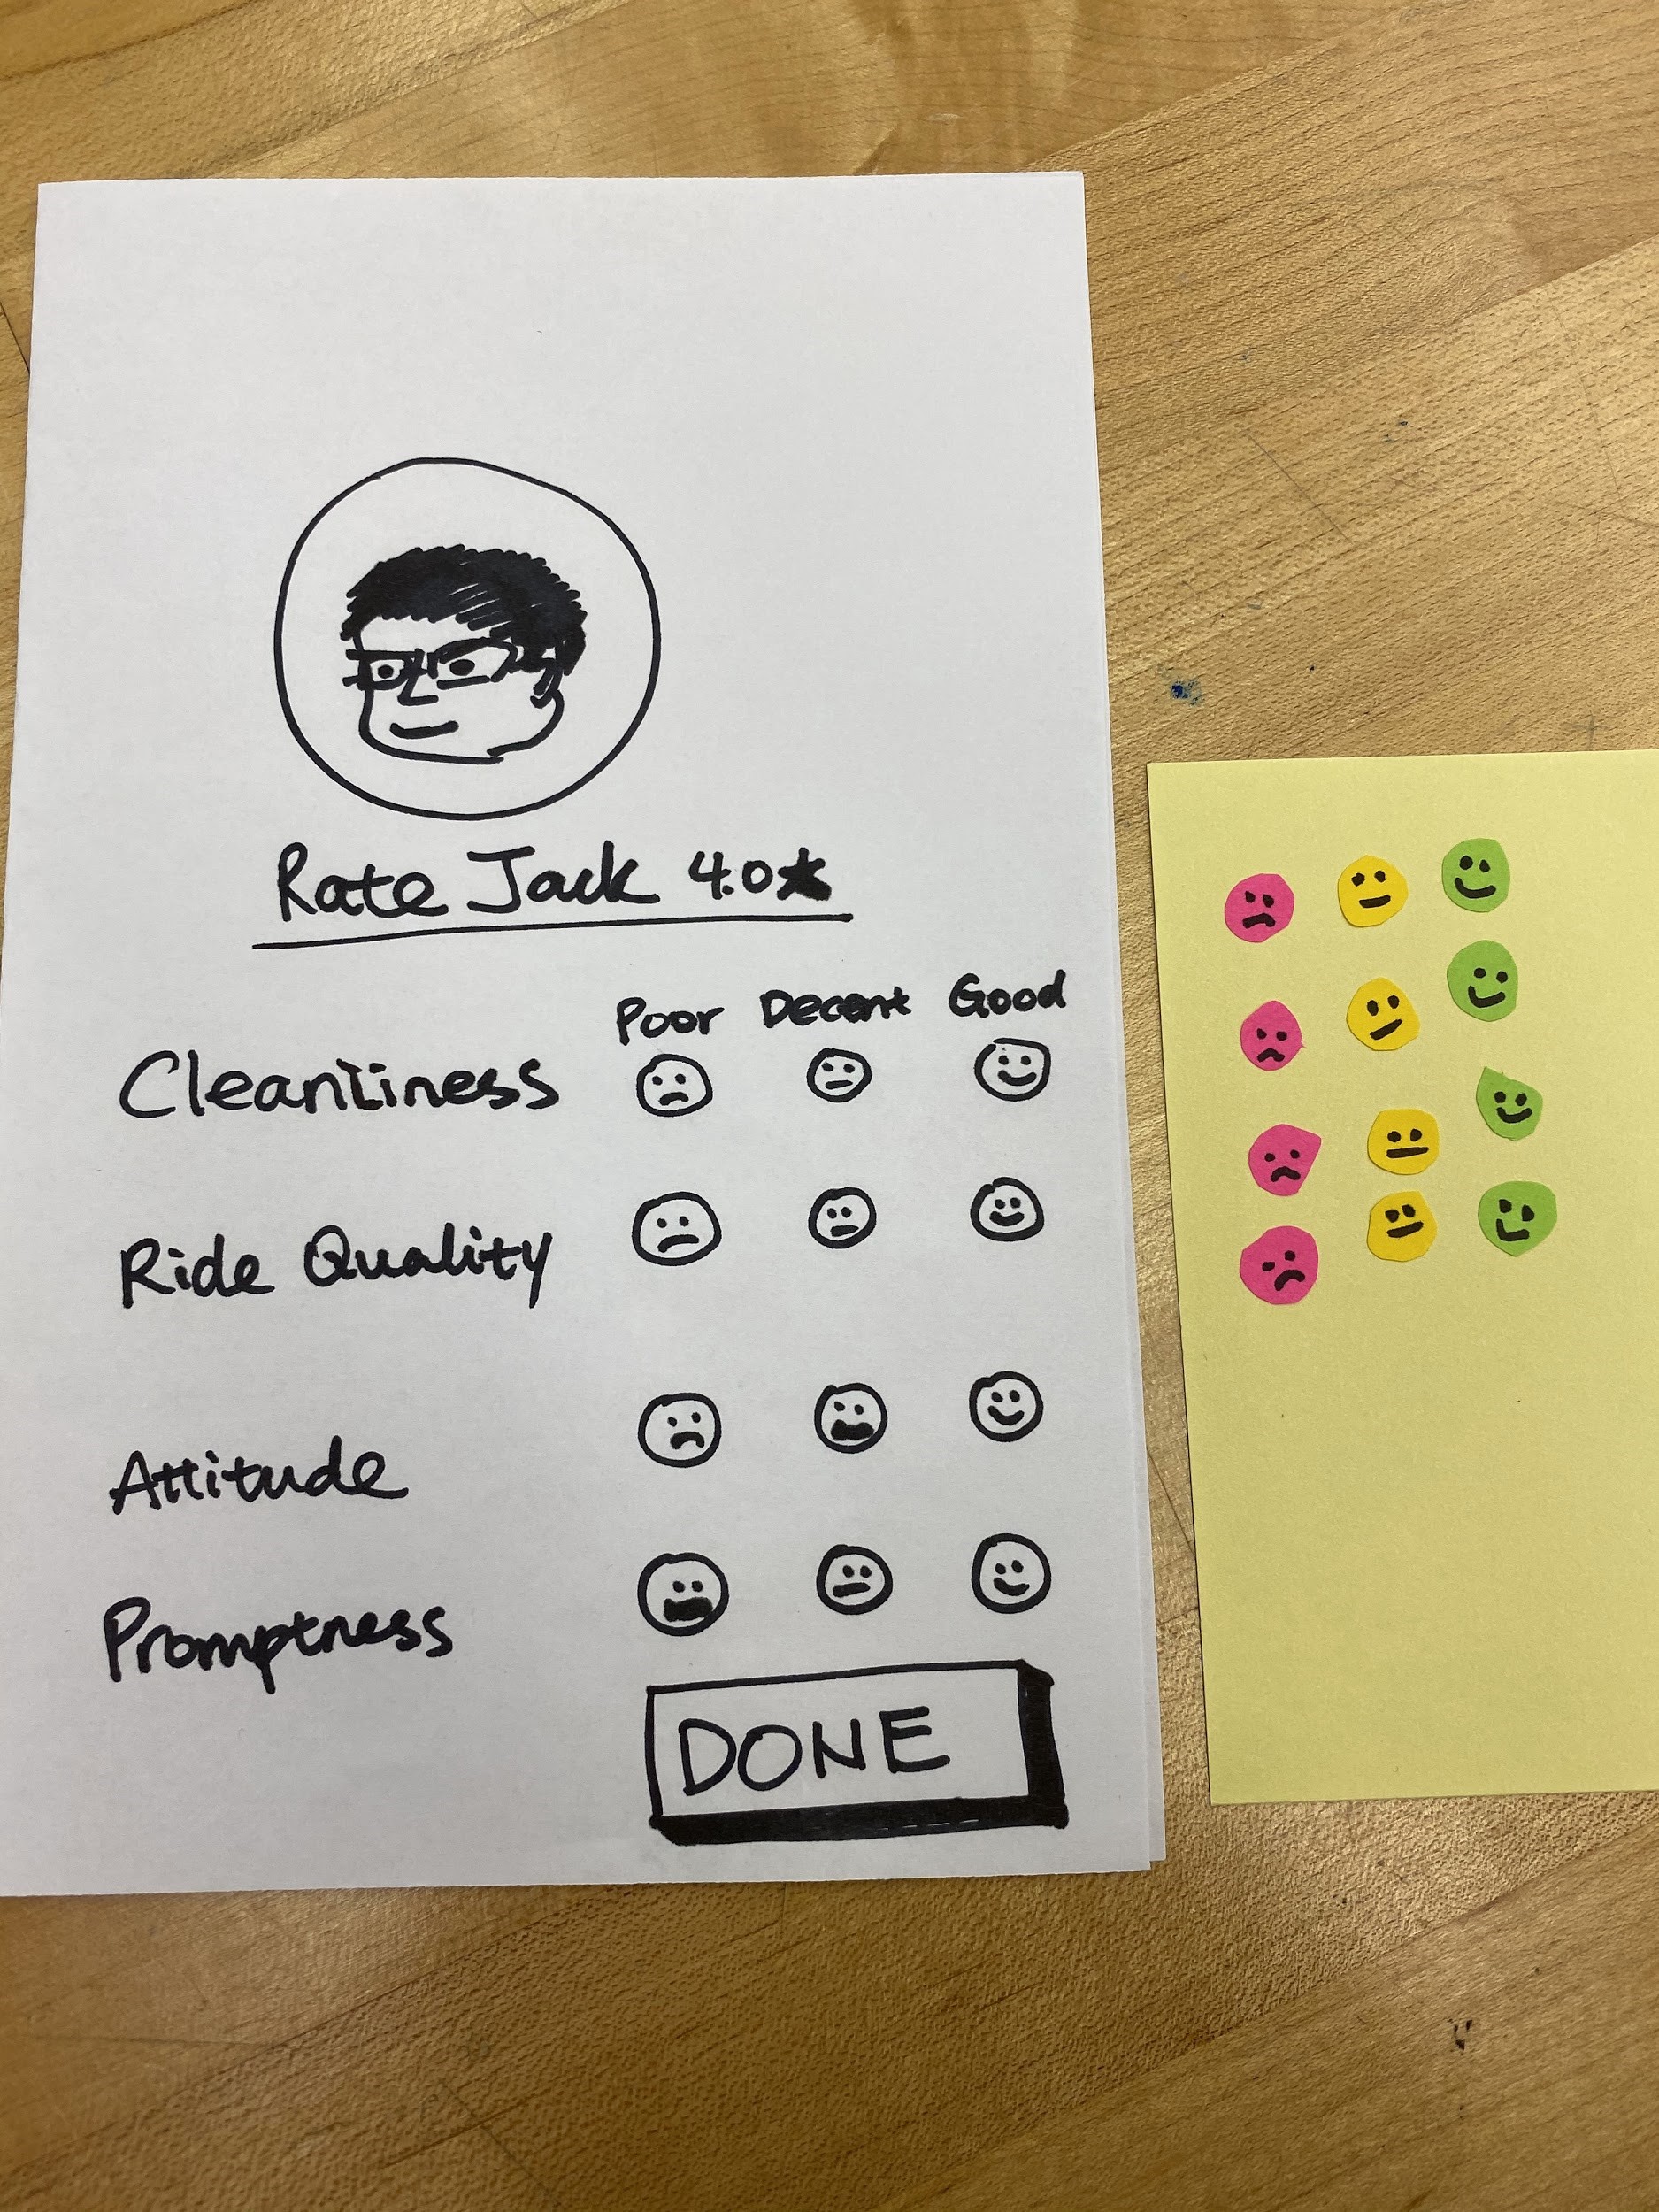 Rate Jack 4.0★
Poor Decent Good
Cleanliness
Ride Quality
Attitude
Promptness
DONE